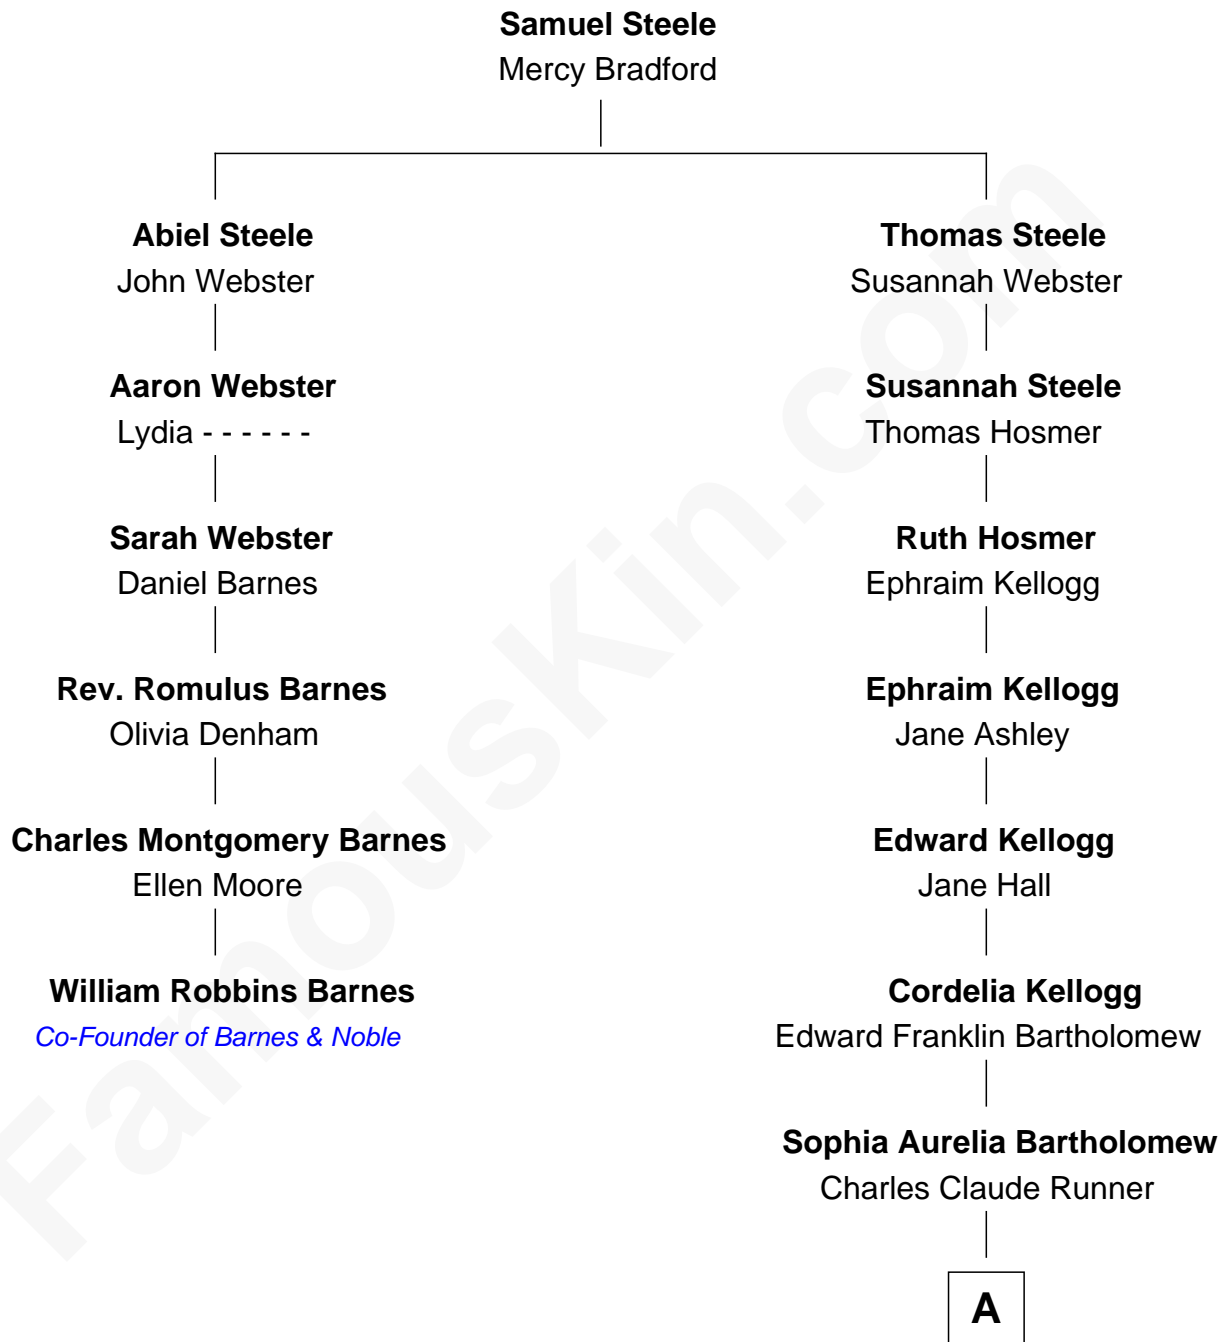 Samuel Steele
Mercy Bradford
Abiel Steele
John Webster
Aaron Webster
Lydia - - - - - -
Sarah Webster
Daniel Barnes
Rev. Romulus Barnes
Olivia Denham
Charles Montgomery Barnes
Ellen Moore
William Robbins Barnes
Co-Founder of Barnes & Noble
Thomas Steele
Susannah Webster
Susannah Steele
Thomas Hosmer
Ruth Hosmer
Ephraim Kellogg
Ephraim Kellogg
Jane Ashley
Edward Kellogg
Jane Hall
Cordelia Kellogg
Edward Franklin Bartholomew
Sophia Aurelia Bartholomew
Charles Claude Runner
A
FamousKin.com